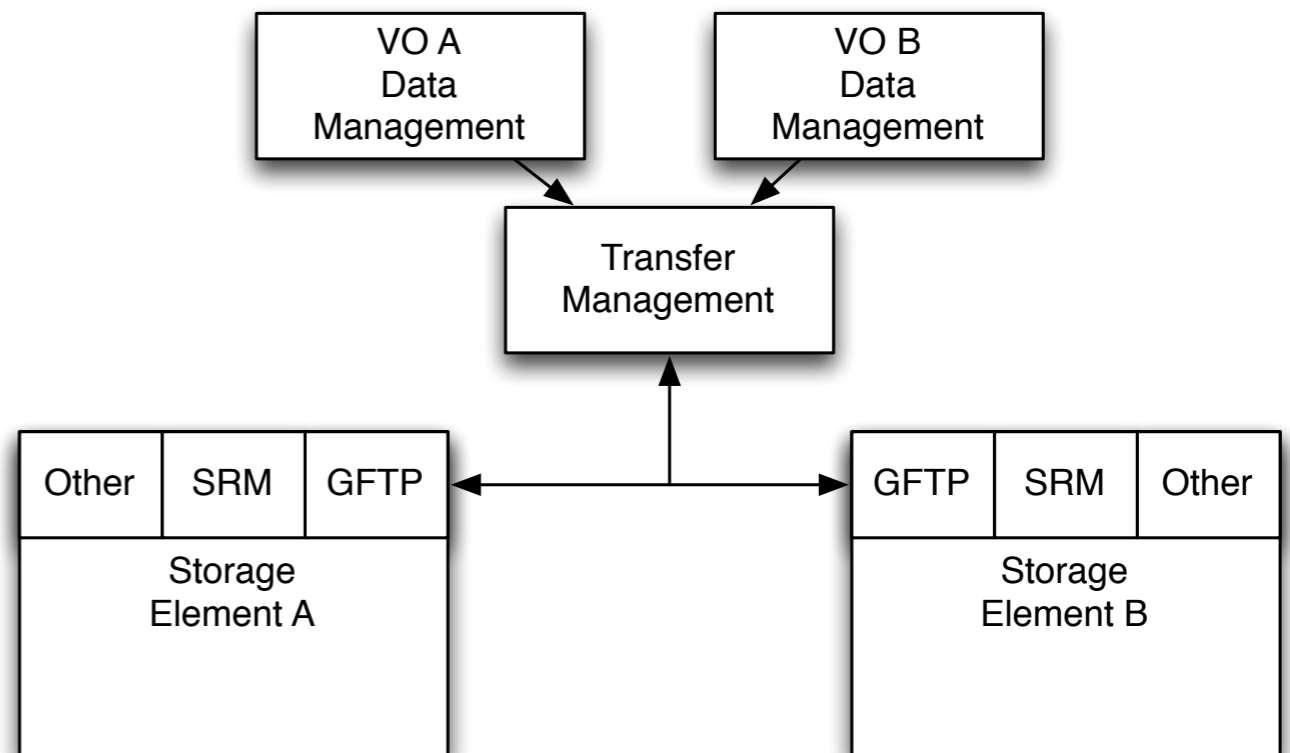 VO A
Data
Management
VO B
Data
Management
Transfer
Management
Other SRM GFTP
GFTP SRM Other
Storage
Element A
Storage
Element B